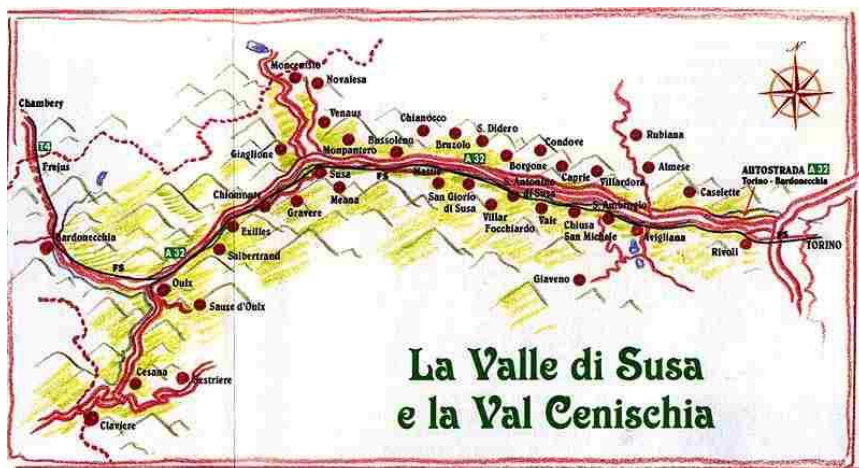 N
Moncenisio
Novalesa
Chambery
Venaus
Chianocco
S. Didero
T4
Frejus
Giaglione
Monpantero
Bussoleno
Bruzolo
Condove
Rubiana
A 32
Borgone
Caprie
Almese
AUTOSTRADA A 32
Torino - Bardonecchia
Susa
FS
Mattie
Villardora
Caselette
Chiomonte
Meana
San Giorio
di Susa
S. Antonino
di Susa
Gravere
Villar
Focchiardo
Vaie
Chiusa
San Michele
S. Ambrogio
Avigliana
Rivoli
FS
TORINO
Bardonecchia
Exilles
A 32
Salbertrand
FS
Giaveno
Oulx
Sauze d'Oulx
Cesana
Sestriere
Claviere
La Valle di Susa
e la Val Cenischia